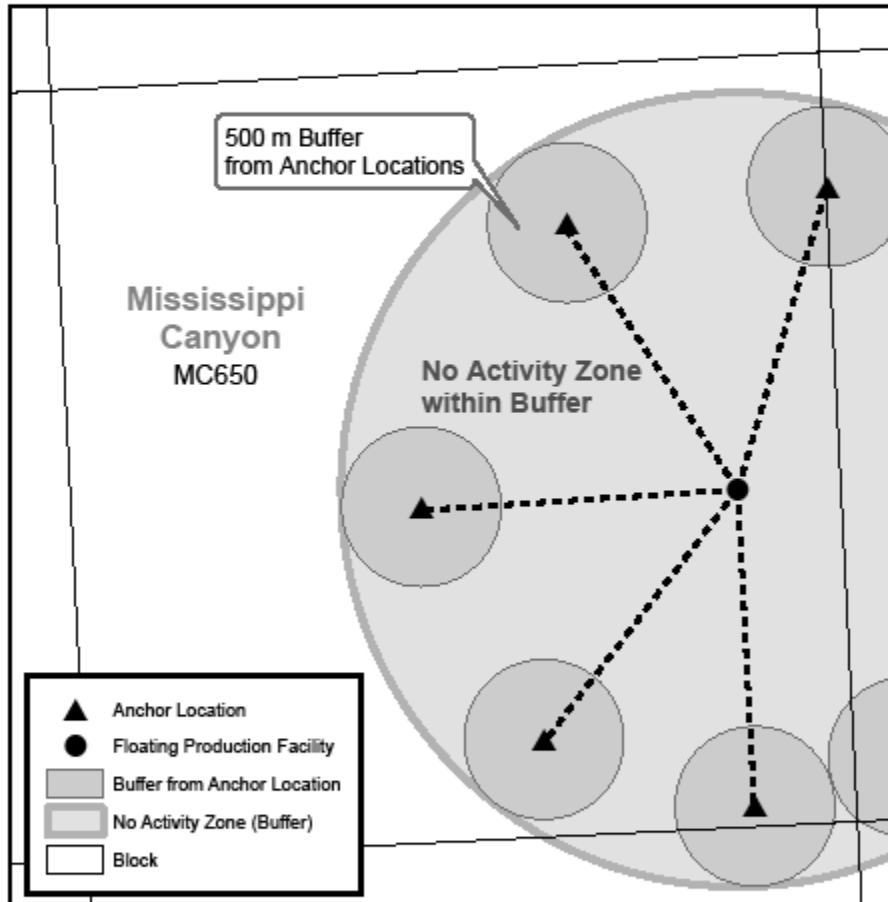 500 m Buffer
from Anchor Locations
Mississippi
Canyon
MC650
No Activity Zone
within Buffer
Anchor Location
Floating Production Facility
Buffer from Anchor Location
No Activity Zone (Buffer)
Block